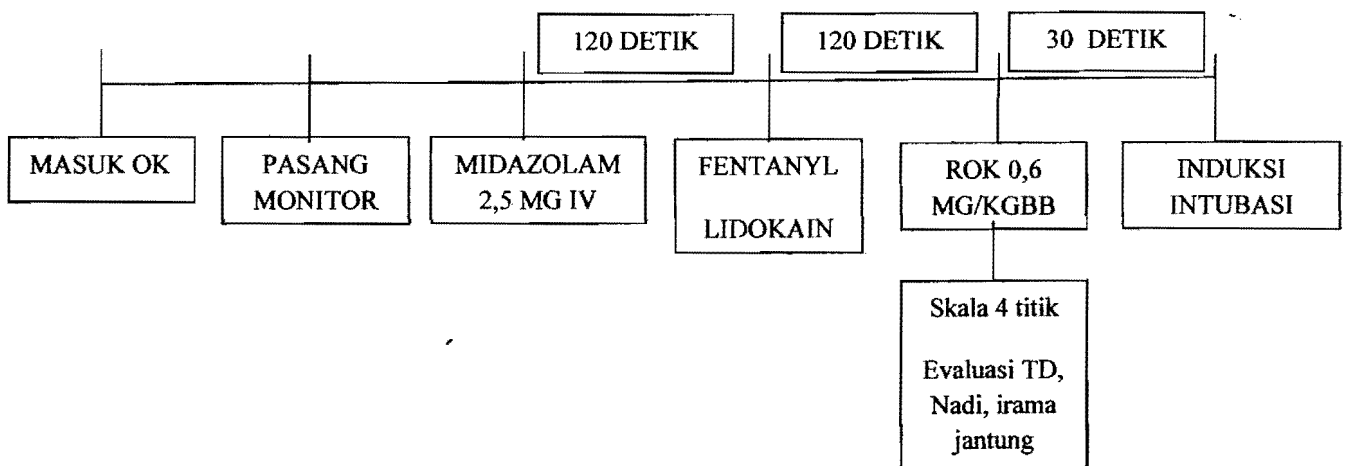 120 DETIK
120 DETIK
30 DETIK
MASUK OK
PASANG
MONITOR
MIDAZOLAM
2,5 MG IV
FENTANYL
LIDOKAIN
ROK 0,6
MG/KGBB
INDUKSI
INTUBASI
Skala 4 titik
Evaluasi TD,
Nadi, irama
jantung